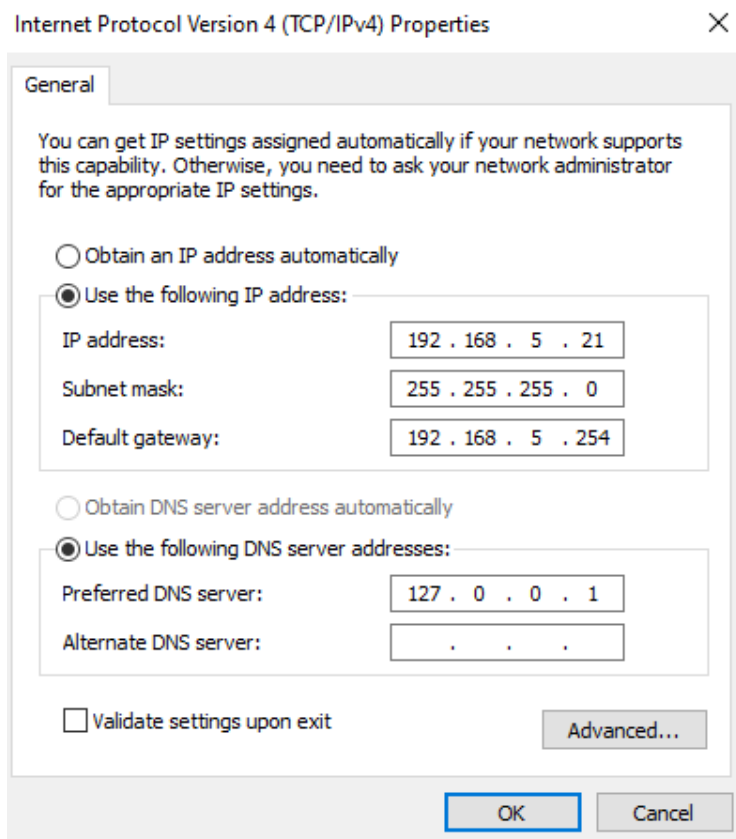 Internet Protocol Version 4 (TCP/IPv4) Properties
General
You can get IP settings assigned automatically if your network supports
this capability. Otherwise, you need to ask your network administrator
for the appropriate IP settings.
Obtain an IP address automatically
Use the following IP address:
IP address: 192 . 168 . 5 . 21
Subnet mask: 255 . 255 . 255 . 0
Default gateway: 192 . 168 . 5 . 254
Obtain DNS server address automatically
Use the following DNS server addresses:
Preferred DNS server: 127 . 0 . 0 . 1
Alternate DNS server: . . .
Validate settings upon exit
Advanced...
OK Cancel